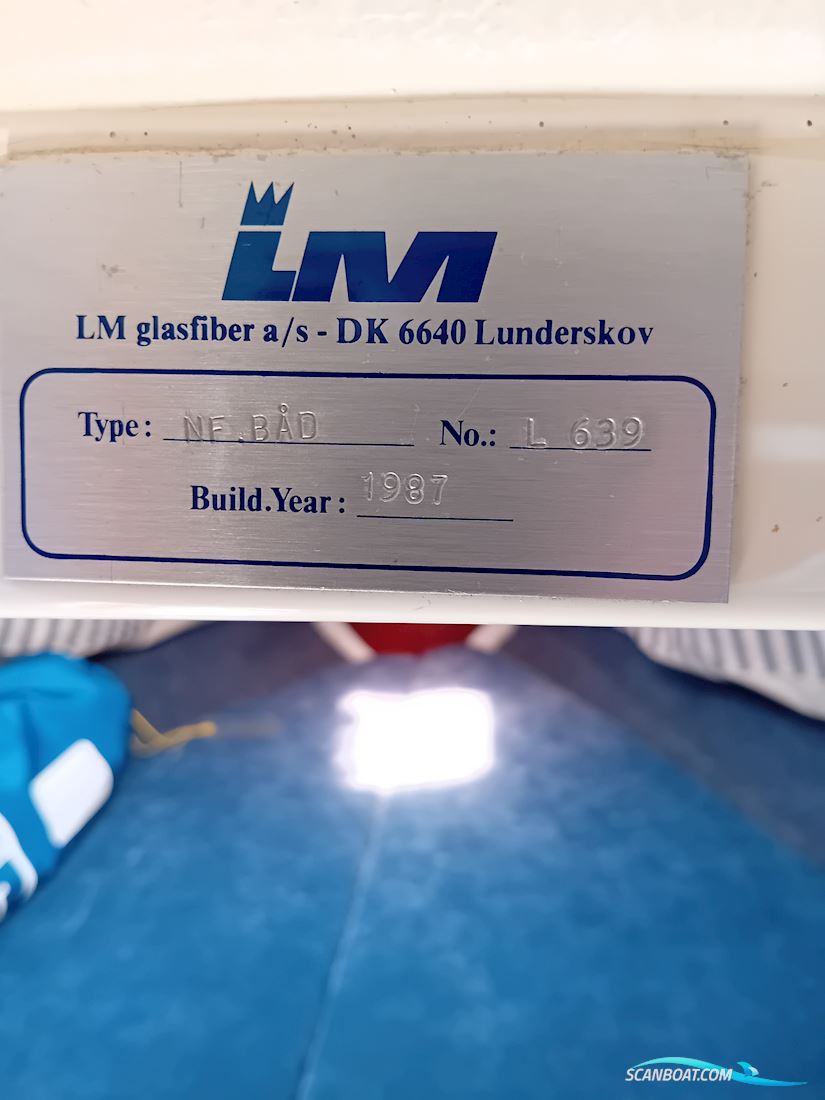 LM
LM glasfiber a/s - DK 6640 Lunderskov
Type: NF.BÅD No.: L 639
Build.Year: 1987
SCANBOAT.COM